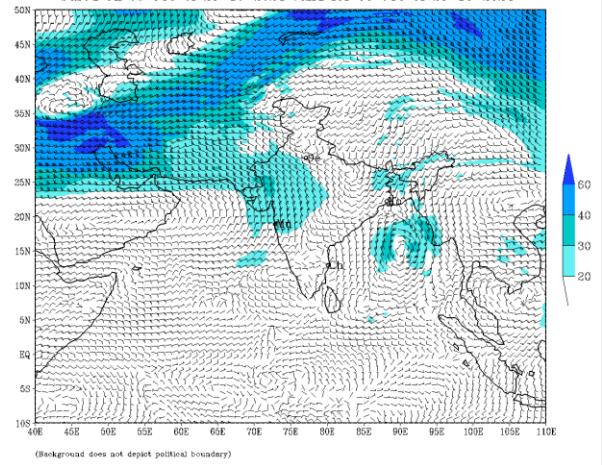 50N
45N
40N
35N
30N
25N
20N
15N
10N
5N
EQ
5S
10S
40E 45E 50E 55E 60E 65E 70E 75E 80E 85E 90E 95E 100E 105E 110E
60
40
30
20
(Background does not depict political boundary)